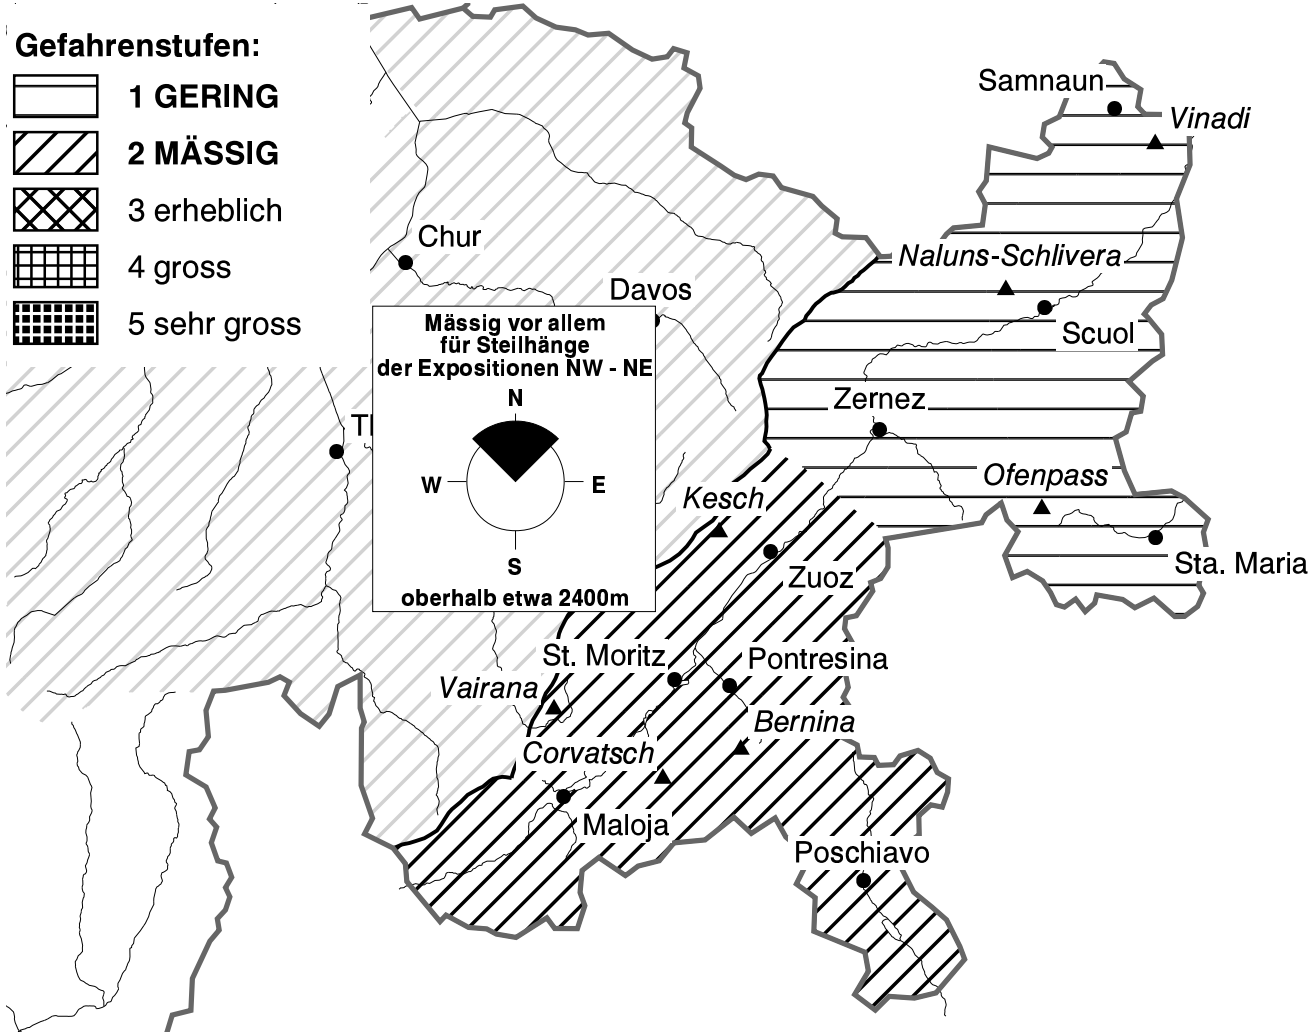 Gefahrenstufen:
1 GERING
2 MÄSSIG
3 erheblich
4 gross
5 sehr gross
Samnaun
Vinadi
Chur
Naluns-Schlivera
Davos
Scuol
Mässig vor allem
für Steilhänge
der Expositionen NW - NE
N
W
E
S
oberhalb etwa 2400m
Zernez
Ofenpass
Kesch
Sta. Maria
Zuoz
St. Moritz
Pontresina
Vairana
Bernina
Corvatsch
Maloja
Poschiavo